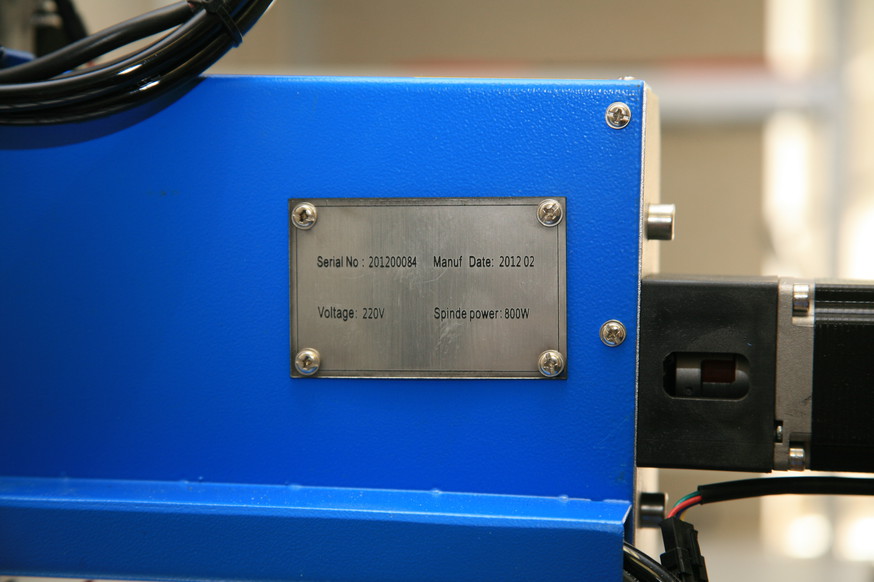 Serial No : 201200084 Manuf Date: 2012 02
Voltage: 220V Spinde power: 800W